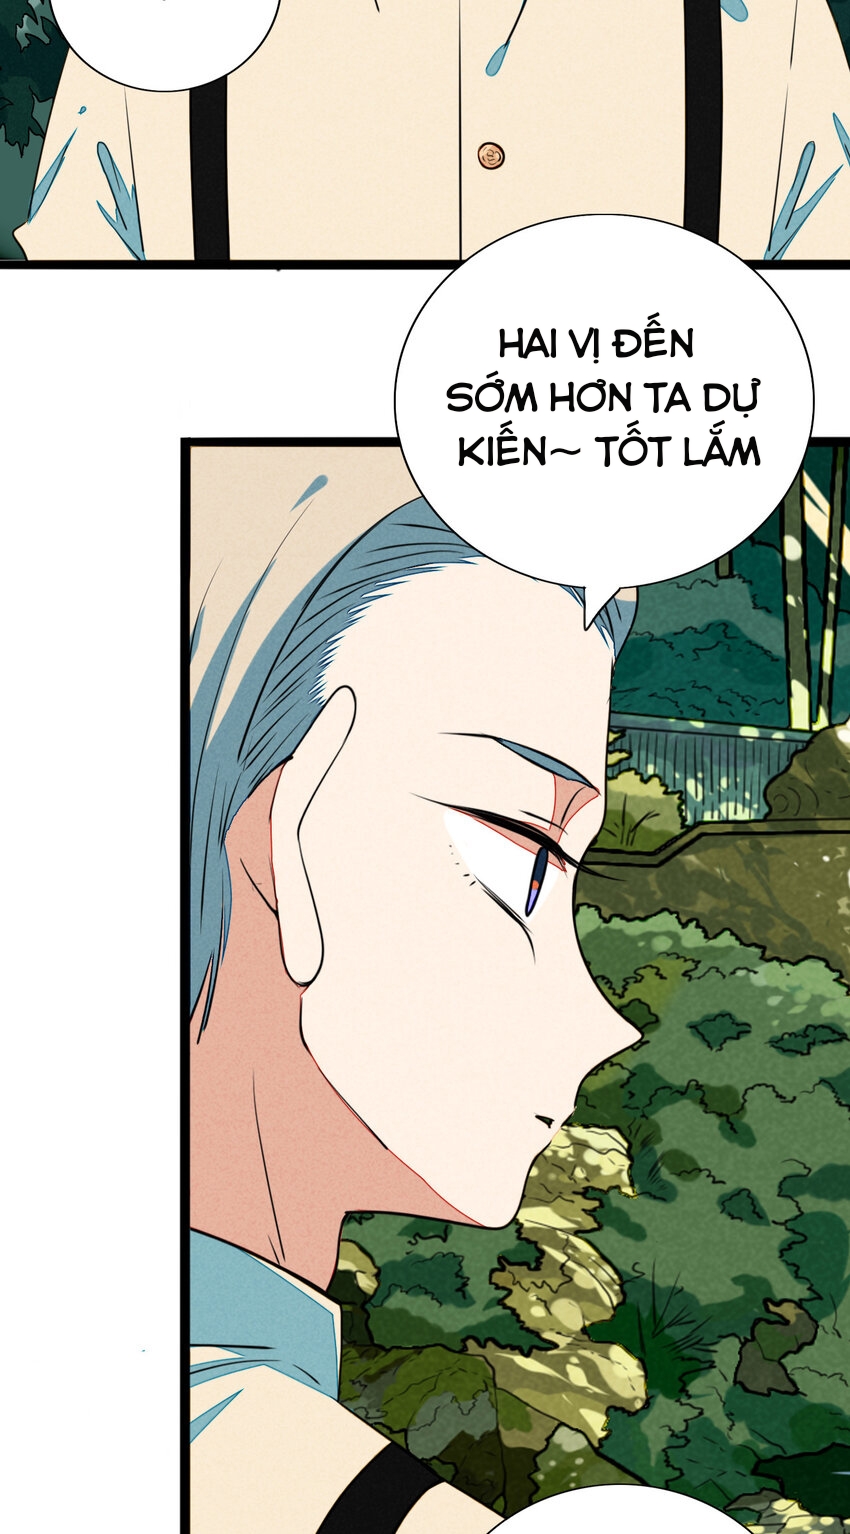 HAI VỊ ĐẾN
SỚM HƠN TA DỰ
KIẾN~ TỐT LẮM